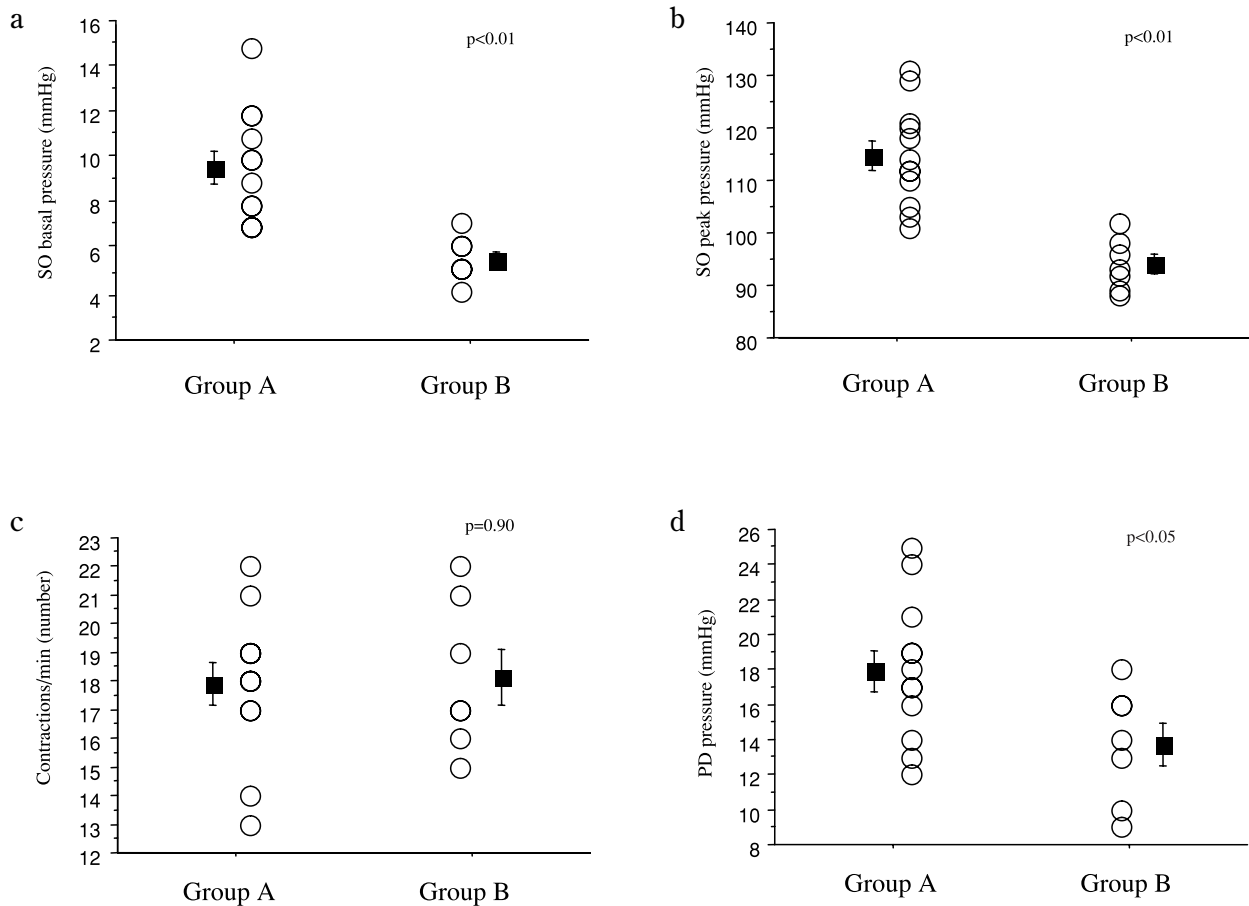 a
SO basal pressure (mmHg)
16
14
12
10
8
6
4
2
p<0.01
Group A
Group B
b
SO peak pressure (mmHg)
140
130
120
110
100
90
80
p<0.01
Group A
Group B
c
Contractions/min (number)
23
22
21
20
19
18
17
16
15
14
13
12
p=0.90
Group A
Group B
d
PD pressure (mmHg)
26
24
22
20
18
16
14
12
10
8
p<0.05
Group A
Group B